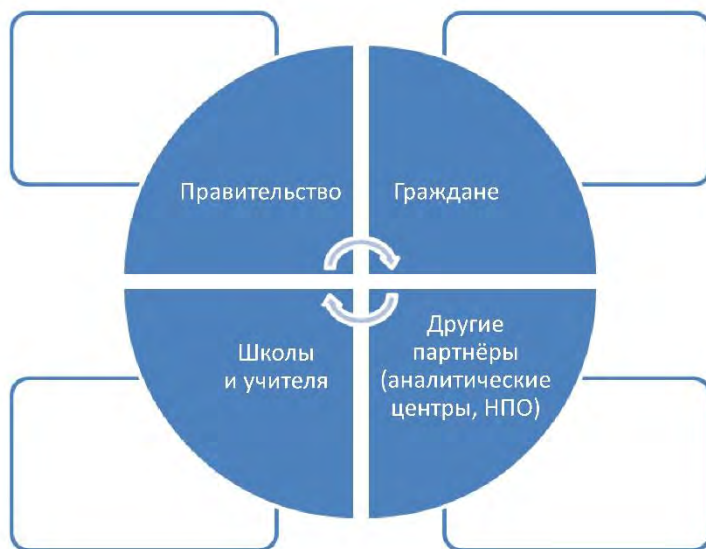 Правительство
Граждане
Школы
и учителя
Другие
партнёры
(аналитические
центры, НПО)